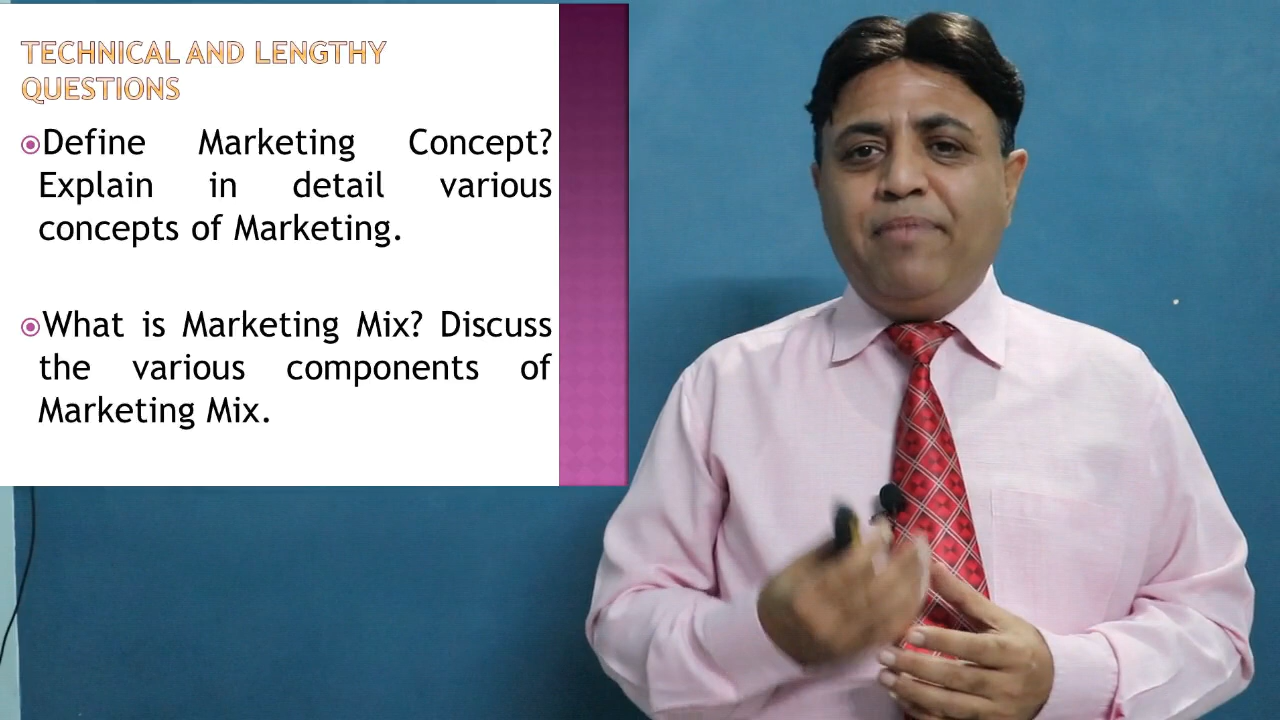 TECHNICAL AND LENGTHY
QUESTIONS
Define Marketing Concept?
Explain in detail various
concepts of Marketing.
What is Marketing Mix? Discuss
the various components of
Marketing Mix.